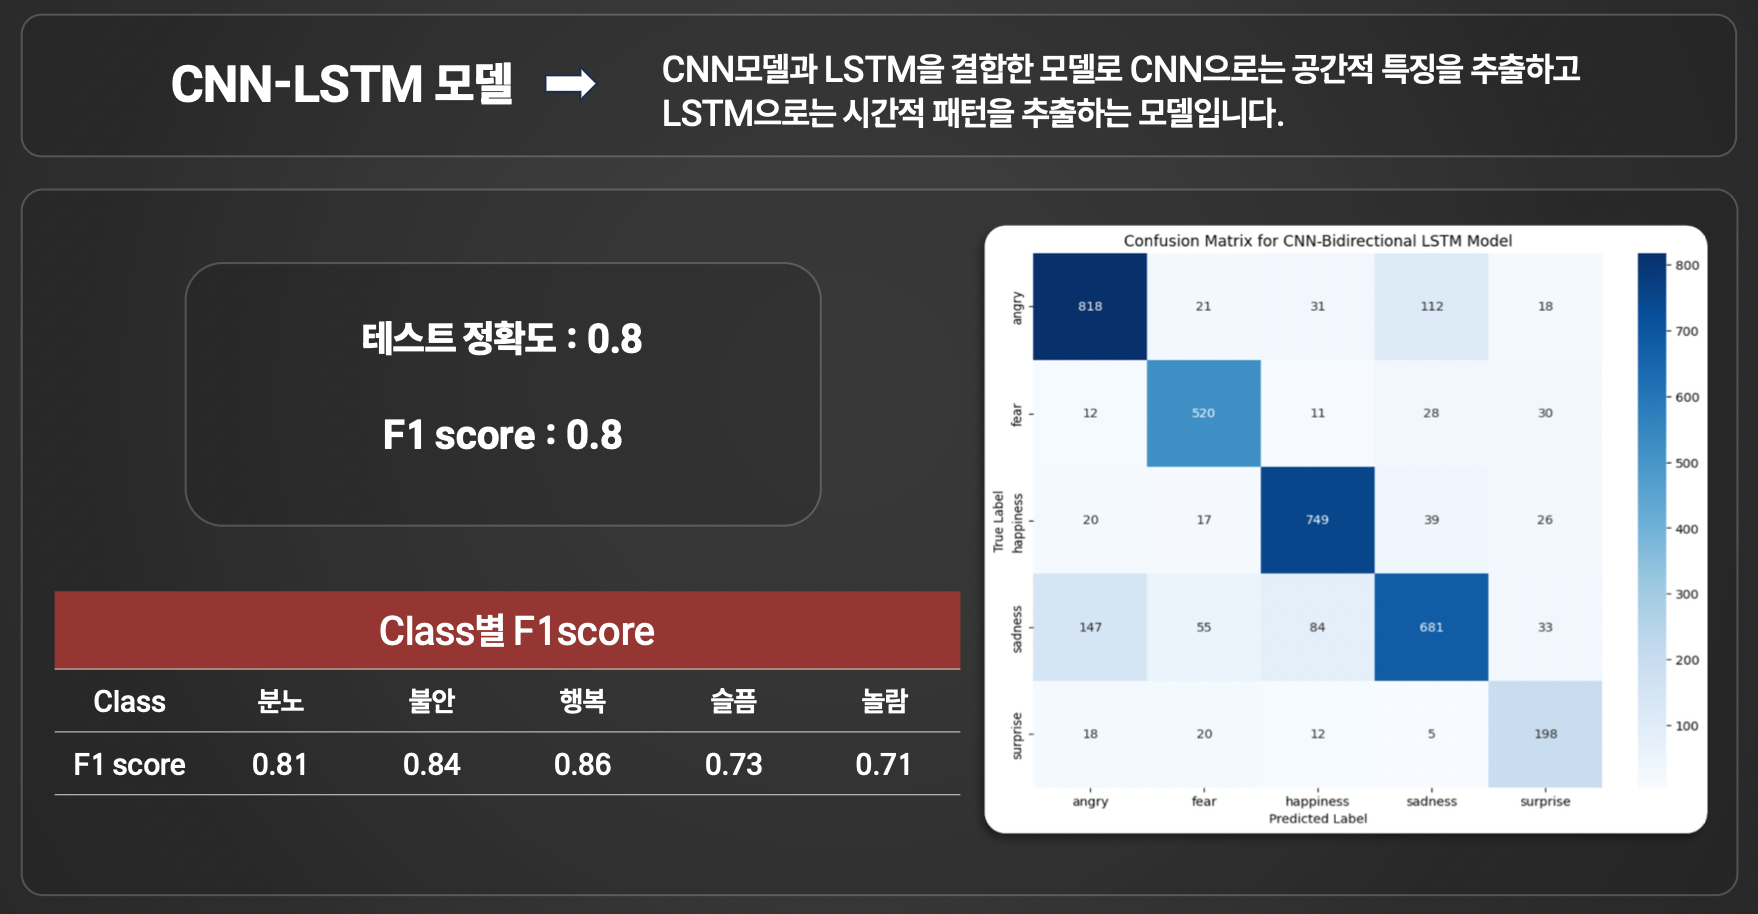 CNN-LSTM 모델
CNN모델과 LSTM을 결합한 모델로 CNN으로는 공간적 특징을 추출하고
LSTM으로는 시간적 패턴을 추출하는 모델입니다.
테스트 정확도 : 0.8
F1 score : 0.8
Class별 F1score
Class 분노 불안 행복 슬픔 놀람
F1 score 0.81 0.84 0.86 0.73 0.71
Confusion Matrix for CNN-Bidirectional LSTM Model
True Label
angry 818 21 31 112 18
fear 12 520 11 28 30
happiness 20 17 749 39 26
sadness 147 55 84 681 33
surprise 18 20 12 5 198
angry fear happiness sadness surprise
Predicted Label
800
700
600
500
400
300
200
100